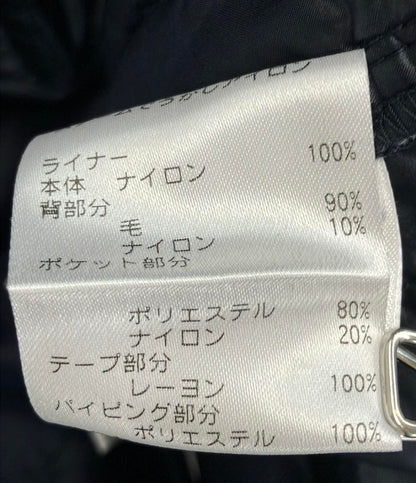 ライナー
本体 ナイロン 100%
背部分
毛 90%
ナイロン 10%
ポケット部分
ポリエステル 80%
ナイロン 20%
テープ部分
レーヨン 100%
パイピング部分
ポリエステル 100%